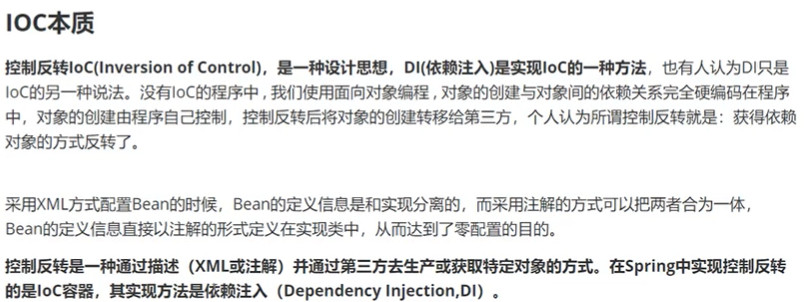 IOC本质
控制反转IoC(Inversion of Control)，是一种设计思想，DI(依赖注入)是实现IoC的一种方法，也有人认为DI只是
IoC的另一种说法。没有IoC的程序中 , 我们使用面向对象编程 , 对象的创建与对象间的依赖关系完全硬编码在程序
中，对象的创建由程序自己控制，控制反转后将对象的创建转移给第三方，个人认为所谓控制反转就是：获得依赖
对象的方式反转了。
采用XML方式配置Bean的时候，Bean的定义信息是和实现分离的，而采用注解的方式可以把两者合为一体，
Bean的定义信息直接以注解的形式定义在实现类中，从而达到了零配置的目的。
控制反转是一种通过描述（XML或注解）并通过第三方去生产或获取特定对象的方式。在Spring中实现控制反转
的是IoC容器，其实现方法是依赖注入（Dependency Injection,DI）。